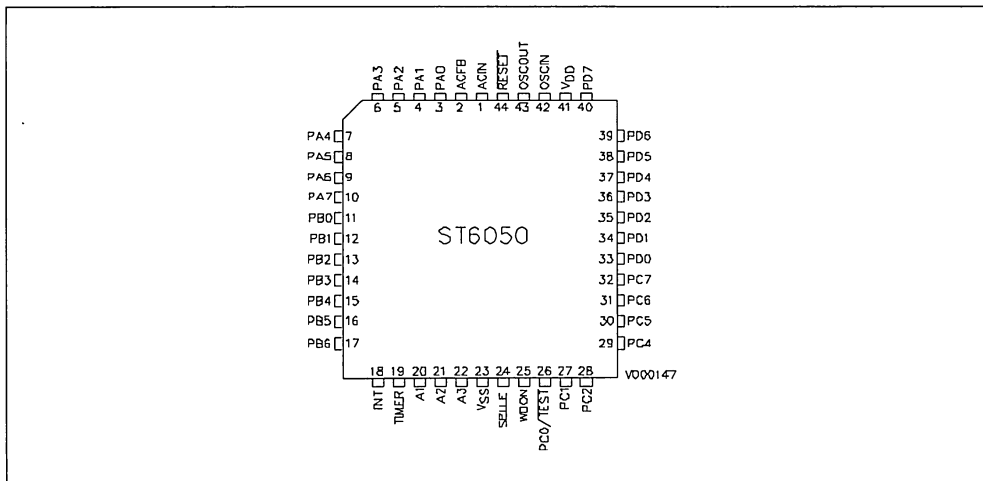 PA3 PA2 PA1 PA0 ACFB ACIN RESET OSCOUT OSCIN VDD PD7
6 5 4 3 2 1 44 43 42 41 40
PA4 7 39 PD6
PA5 8 38 PD5
PA6 9 37 PD4
PA7 10 36 PD3
PB0 11 35 PD2
PB1 12 ST6050 34 PD1
PB2 13 33 PD0
PB3 14 32 PC7
PB4 15 31 PC6
PB5 16 30 PC5
PB6 17 29 PC4
18 19 20 21 22 23 24 25 26 27 28 V000147
INT TIMER A1 A2 A3 VSS WDON PC0/TEST PC1 PC2